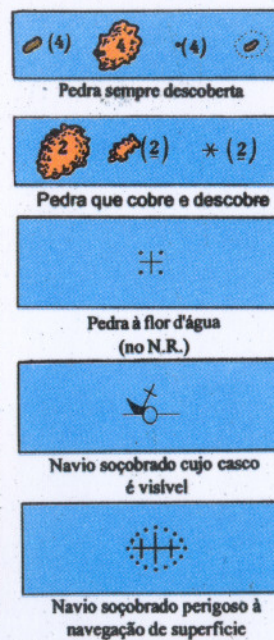 (4) 4 (4)
Pedra sempre descoberta
2 (2) (2)
Pedra que cobre e descobre
Pedra à flor d'água
(no N.R.)
Navio soçobrado cujo casco
é visível
Navio soçobrado perigoso à
navegação de superfície